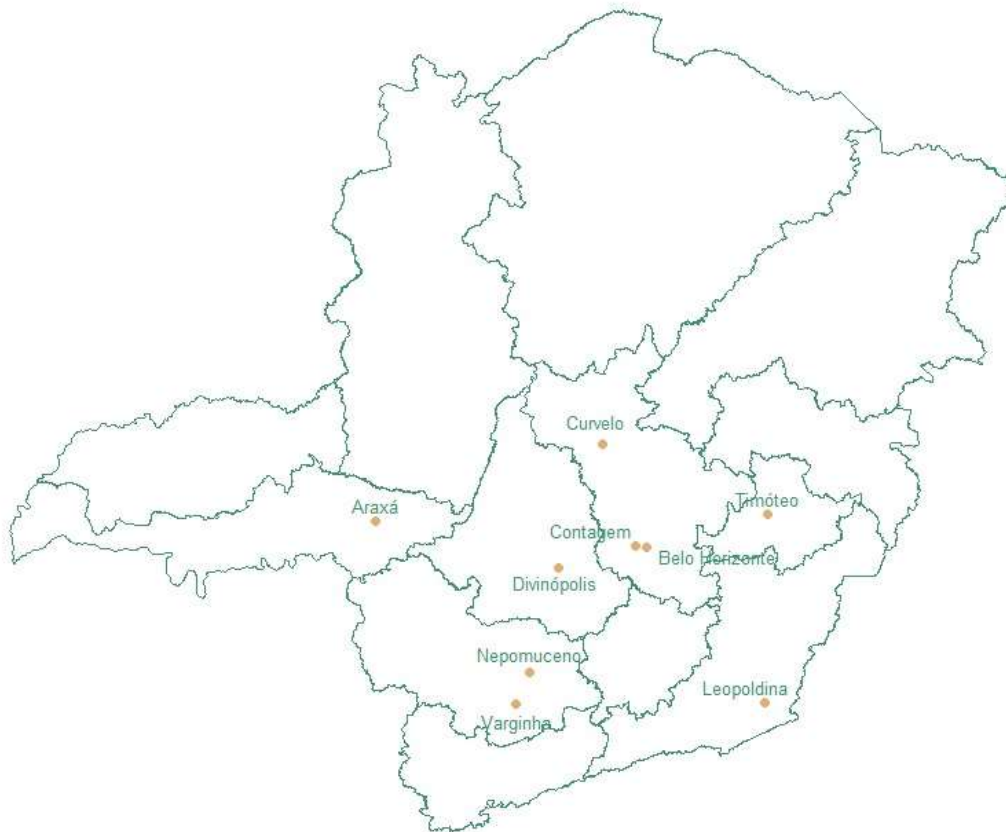 Curvelo
Araxá
Timóteo
Contagem
Belo Horizonte
Divinópolis
Nepomuceno
Leopoldina
Varginha